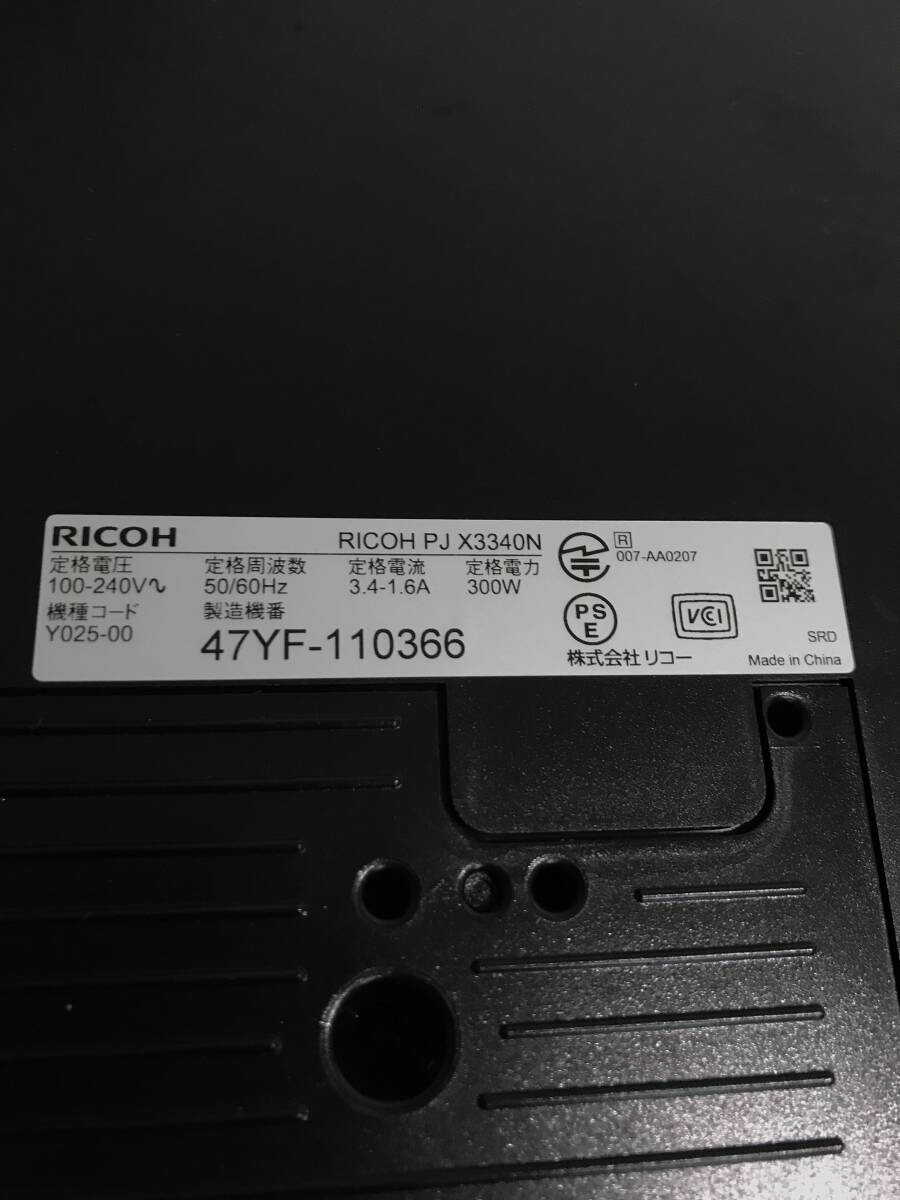 RICOH
RICOH PJ X3340N
定格電圧 定格周波数 定格電流 定格電力
100-240V∿ 50/60Hz 3.4-1.6A 300W
機種コード 製造機番
Y025-00 47YF-110366
R
007-AA0207
PS
E
VCI
株式会社リコー
SRD
Made in China